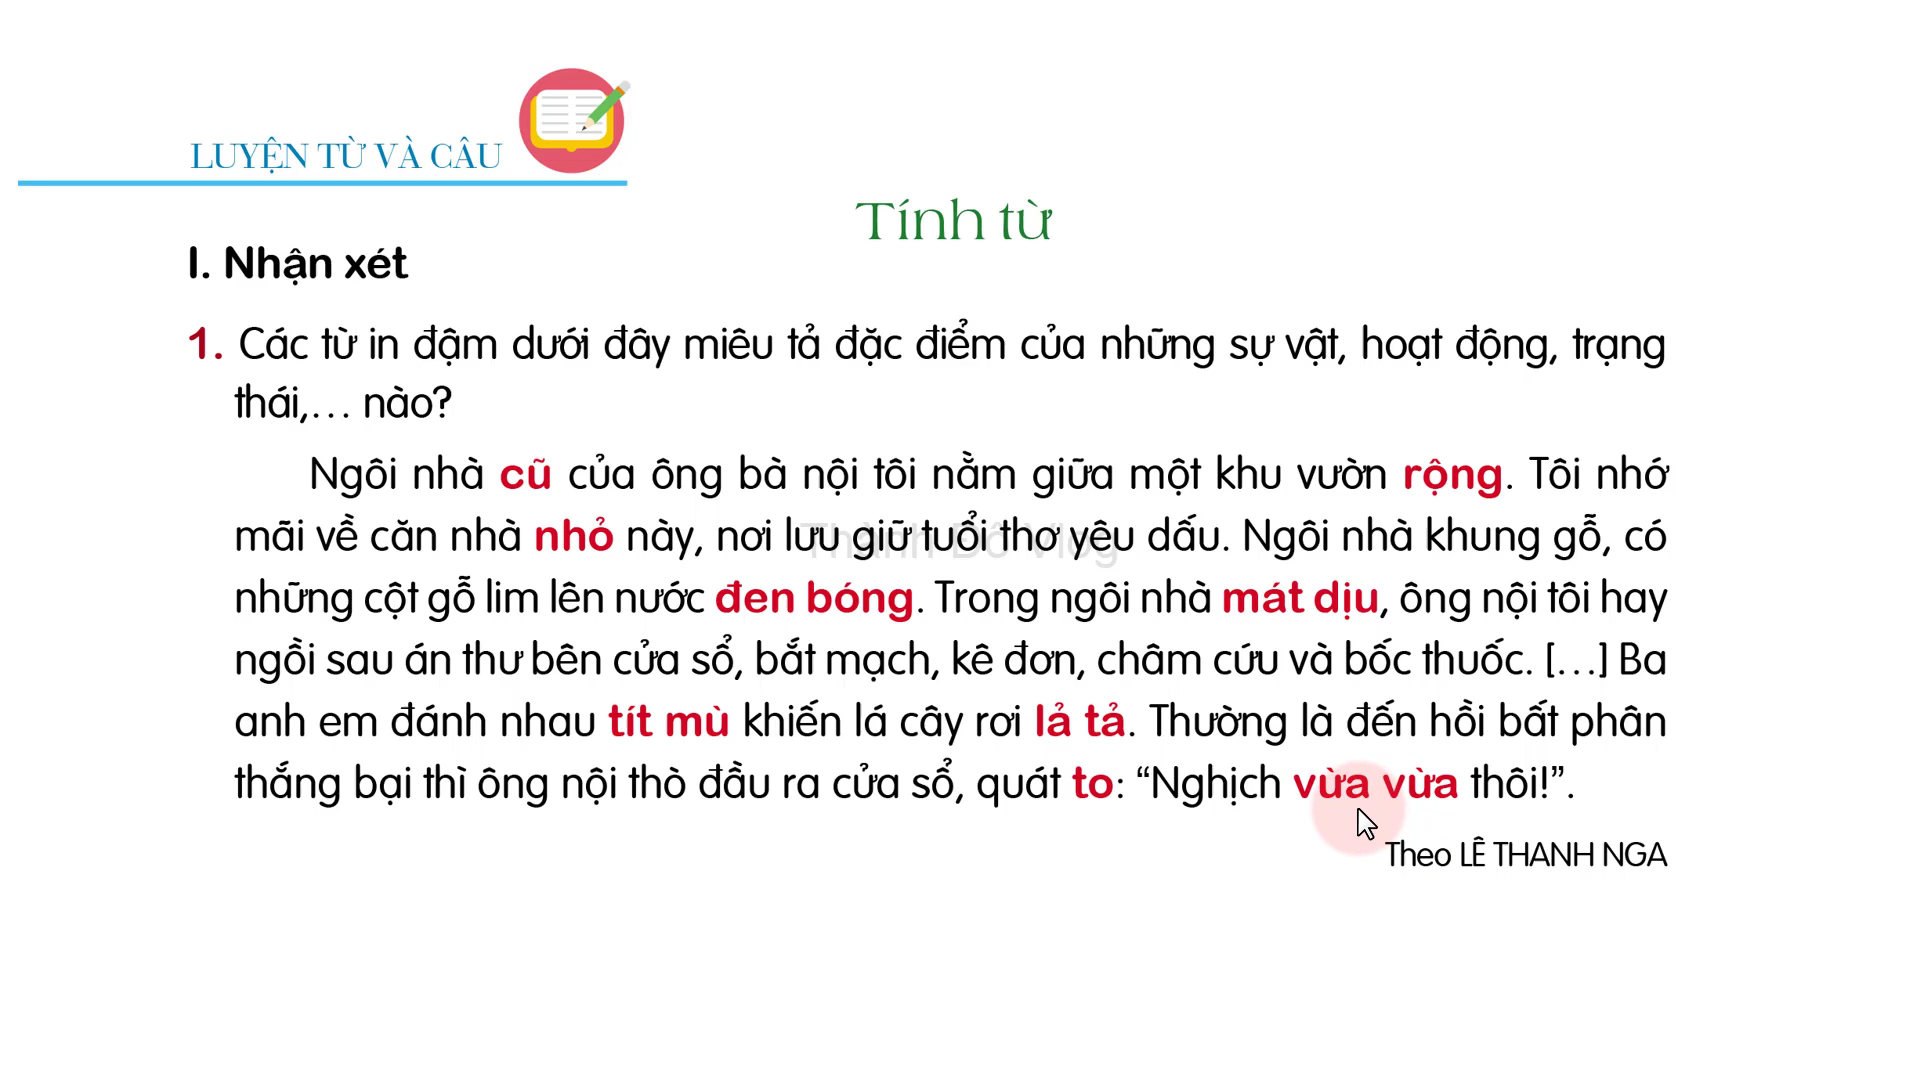 LUYỆN TỪ VÀ CÂU
Tính từ
I. Nhận xét
1. Các từ in đậm dưới đây miêu tả đặc điểm của những sự vật, hoạt động, trạng
thái,… nào?
Ngôi nhà cũ của ông bà nội tôi nằm giữa một khu vườn rộng. Tôi nhớ
mãi về căn nhà nhỏ này, nơi lưu giữ tuổi thơ yêu dấu. Ngôi nhà khung gỗ, có
những cột gỗ lim lên nước đen bóng. Trong ngôi nhà mát dịu, ông nội tôi hay
ngồi sau án thư bên cửa sổ, bắt mạch, kê đơn, châm cứu và bốc thuốc. […] Ba
anh em đánh nhau tít mù khiến lá cây rơi lả tả. Thường là đến hồi bất phân
thắng bại thì ông nội thò đầu ra cửa sổ, quát to: “Nghịch vừa vừa thôi!”.
Theo LÊ THANH NGA
Thành Đô Vlog